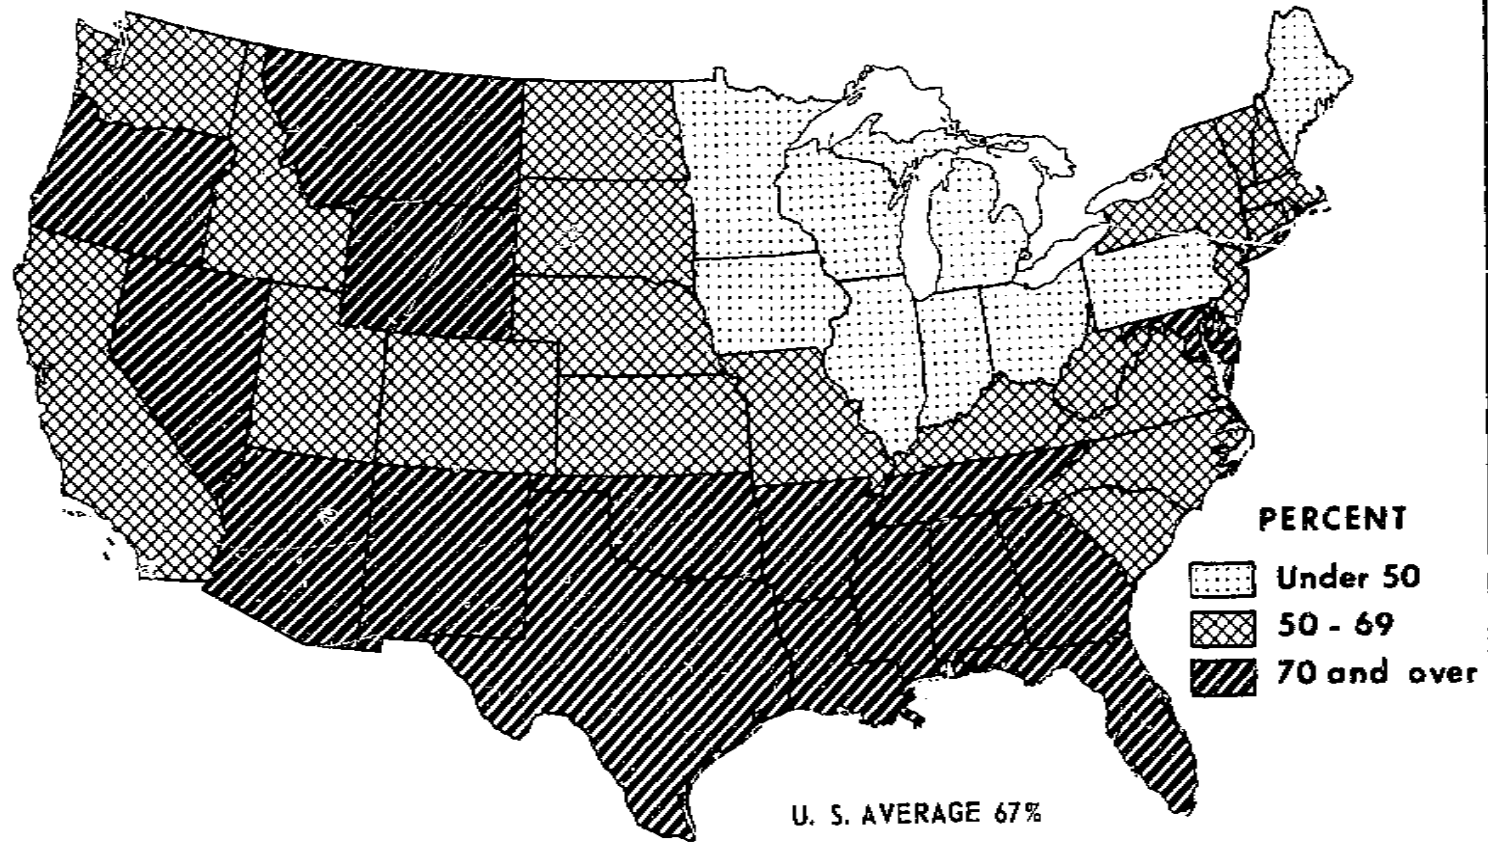 PERCENT
Under 50
50 - 69
70 and over
U. S. AVERAGE 67%